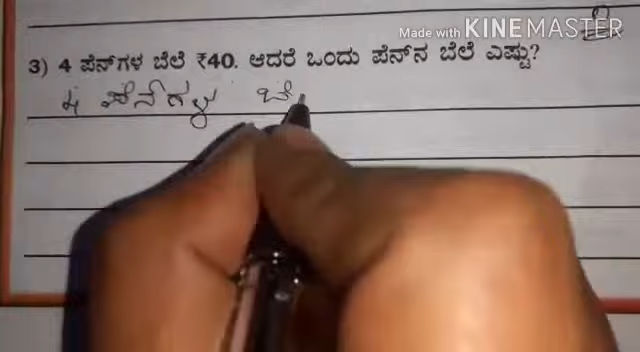 Made with KINEMASTER
3) 4 ಪೆನ್‌ಗಳ ಬೆಲೆ ₹40. ಆದರೆ ಒಂದು ಪೆನ್‌ನ ಬೆಲೆ ಎಷ್ಟು?
4 ಪೆನ್‌ಗಳ ಬೆ